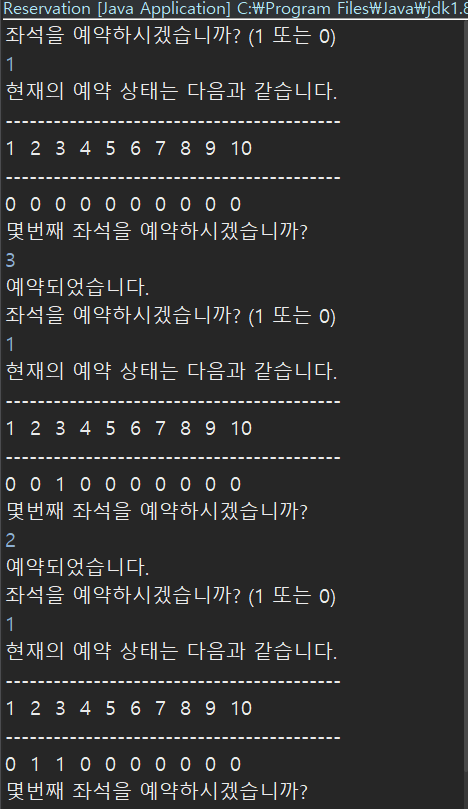 Reservation [Java Application] C:₩Program Files₩Java₩jdk1.8
좌석을 예약하시겠습니까? (1 또는 0)
1
현재의 예약 상태는 다음과 같습니다.
------------------------------------------
1 2 3 4 5 6 7 8 9 10
------------------------------------------
0 0 0 0 0 0 0 0 0 0
몇번째 좌석을 예약하시겠습니까?
3
예약되었습니다.
좌석을 예약하시겠습니까? (1 또는 0)
1
현재의 예약 상태는 다음과 같습니다.
------------------------------------------
1 2 3 4 5 6 7 8 9 10
------------------------------------------
0 0 1 0 0 0 0 0 0 0
몇번째 좌석을 예약하시겠습니까?
2
예약되었습니다.
좌석을 예약하시겠습니까? (1 또는 0)
1
현재의 예약 상태는 다음과 같습니다.
------------------------------------------
1 2 3 4 5 6 7 8 9 10
------------------------------------------
0 1 1 0 0 0 0 0 0 0
몇번째 좌석을 예약하시겠습니까?